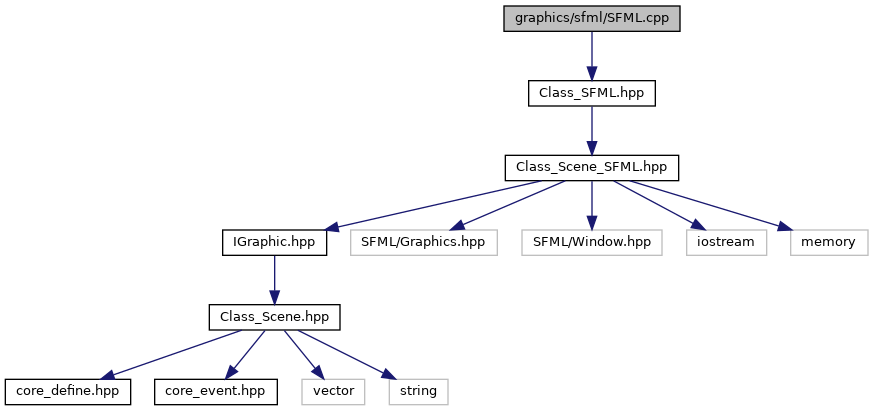 graphics/sfml/SFML.cpp
Class_SFML.hpp
Class_Scene_SFML.hpp
IGraphic.hpp
SFML/Graphics.hpp
SFML/Window.hpp
iostream
memory
Class_Scene.hpp
core_define.hpp
core_event.hpp
vector
string